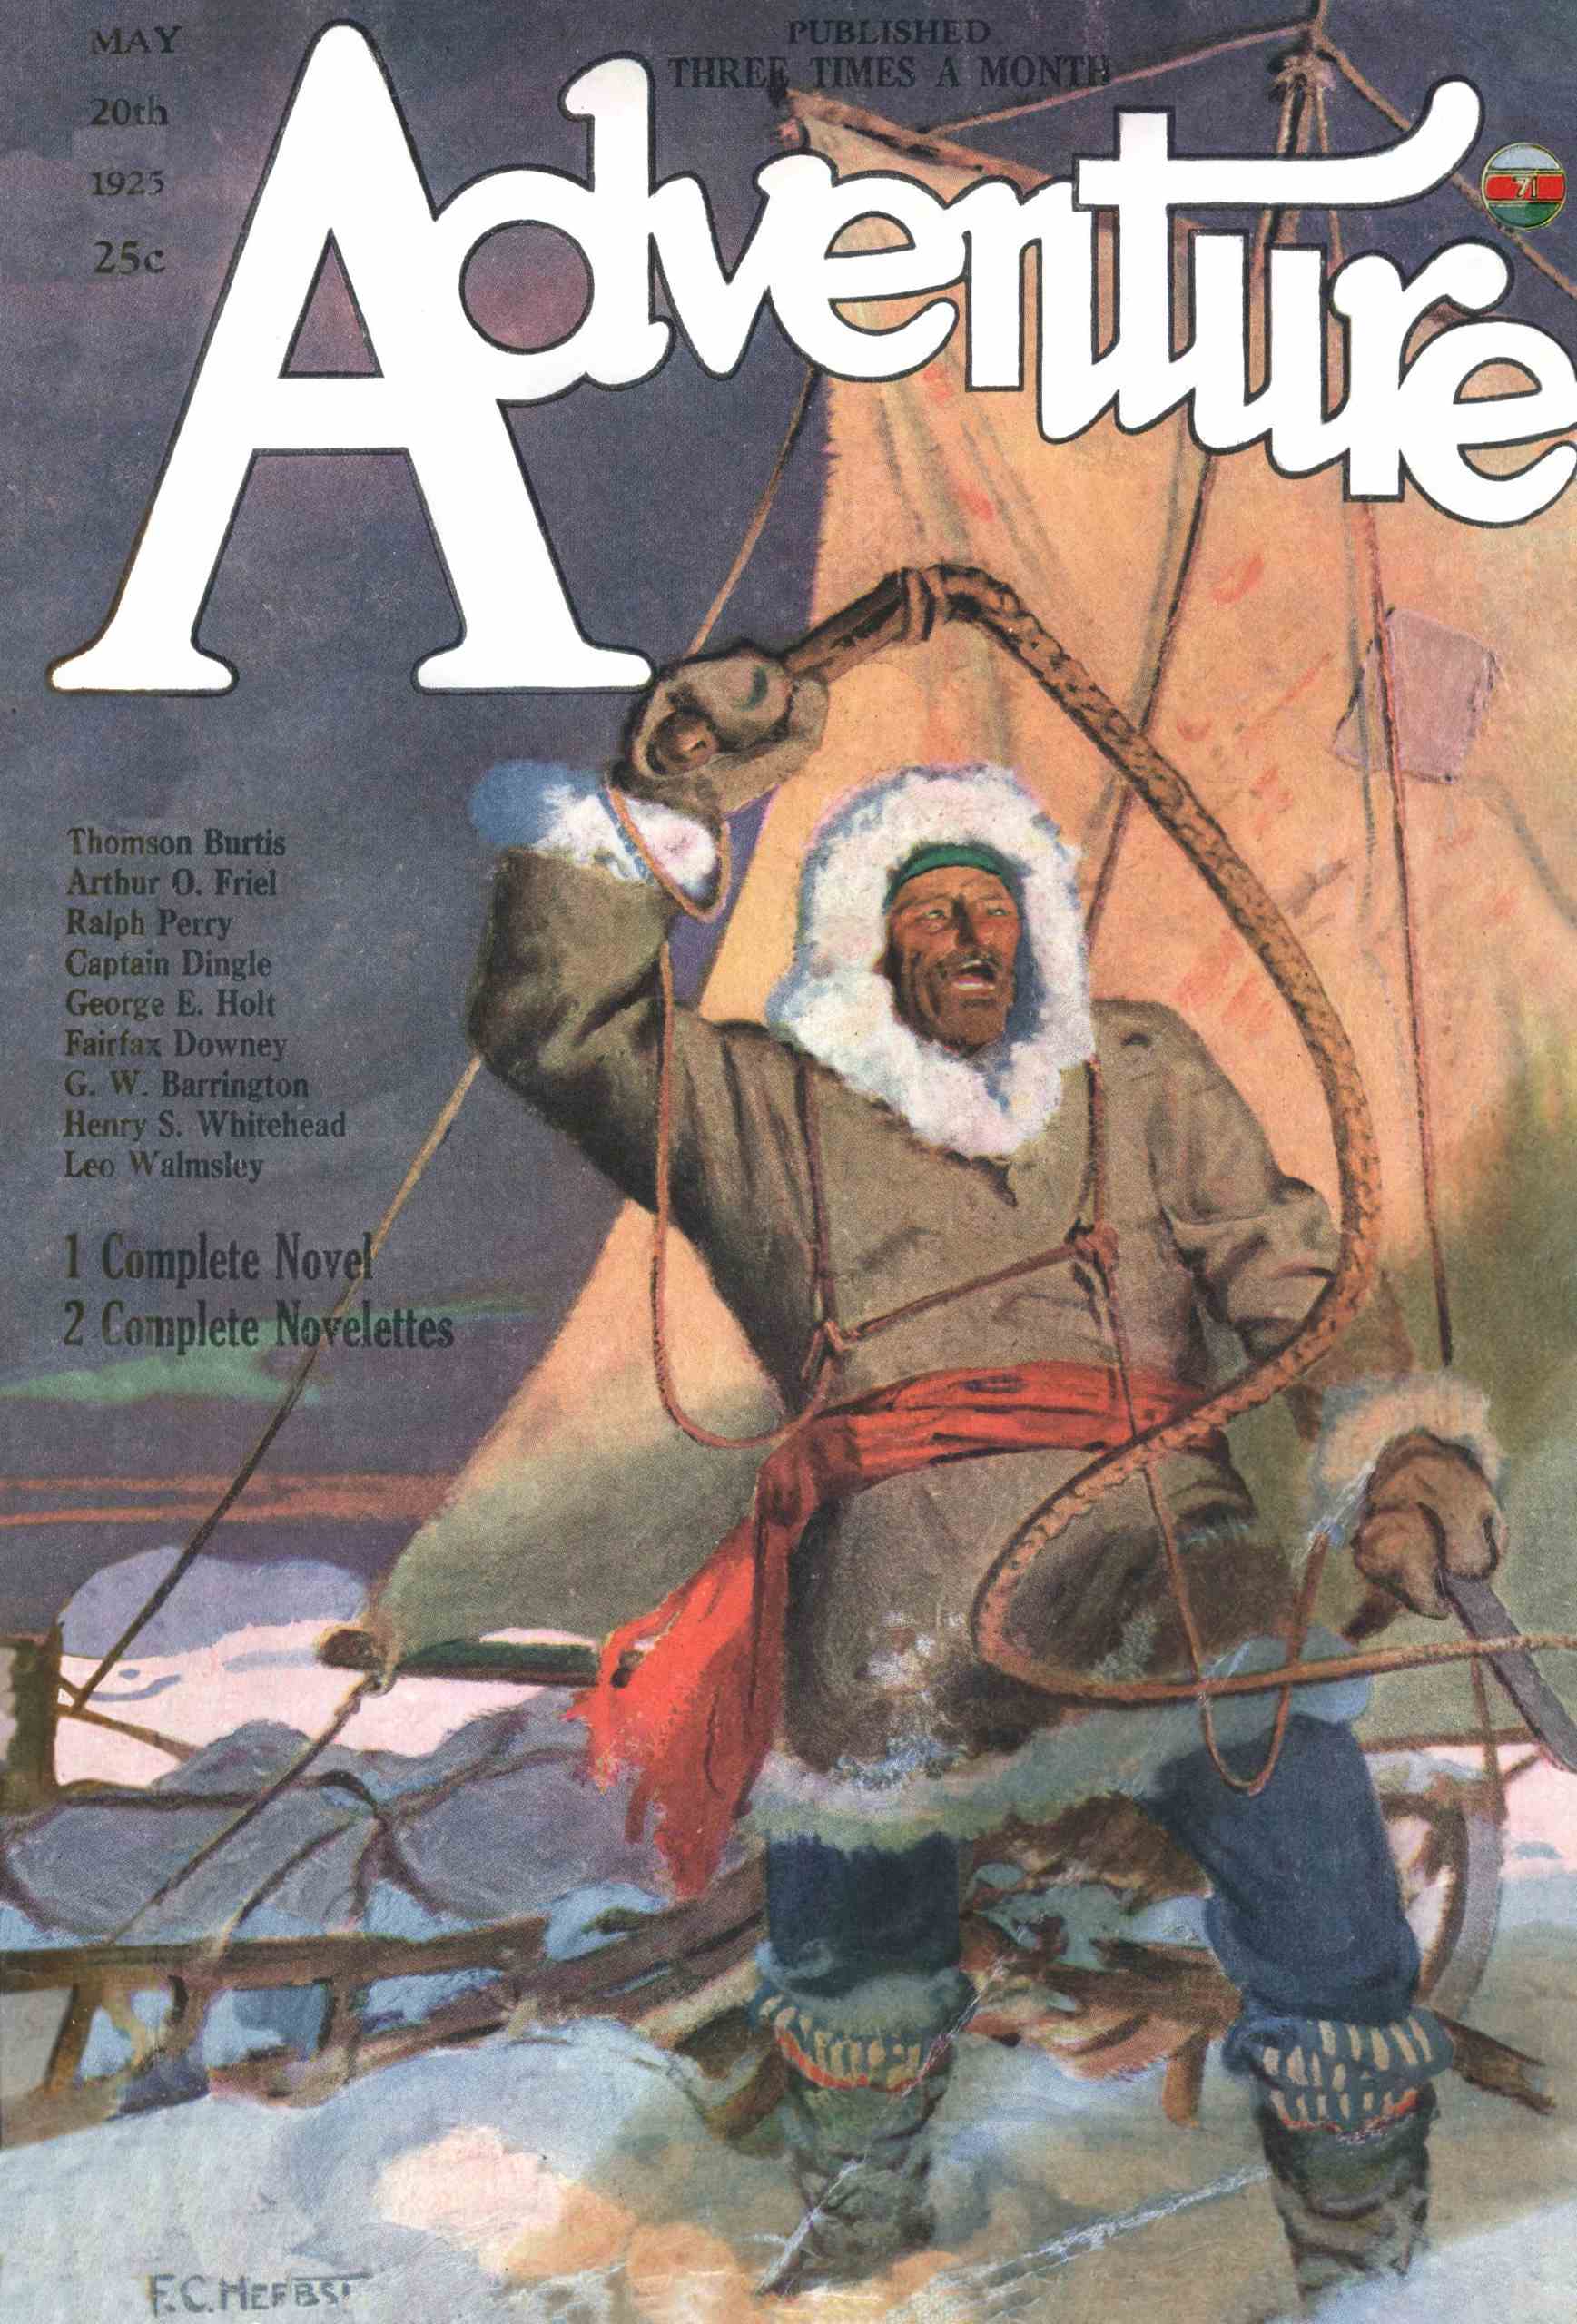 MAY
20th
1925
25c
PUBLISHED
THREE TIMES A MONTH
Adventure
71
Thomson Burtis
Arthur O. Friel
Ralph Perry
Captain Dingle
George E. Holt
Fairfax Downey
G. W. Barrington
Henry S. Whitehead
Leo Walmsley
1 Complete Novel
2 Complete Novelettes
F.C. HERBST